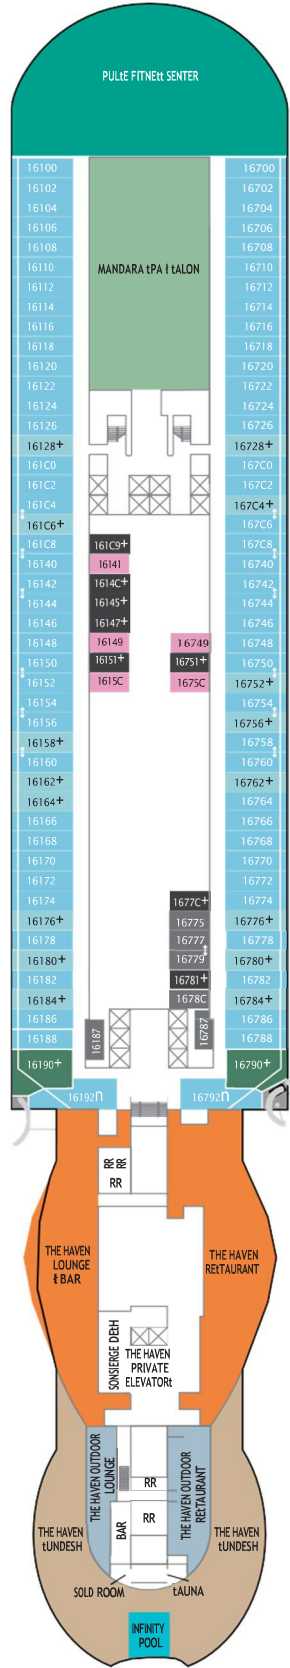 PULtE FITNEtt SENTER
16100
16102
16104
16106
16108
16110
16112
16114
16116
16118
16120
16122
16124
16126
16128+
161C0
161C2
161C4
161C6+
161C8
16140
16142
16144
16146
16148
16150
16152
16154
16156
16158+
16160
16162+
16164+
16166
16168
16170
16172
16174
16176+
16178
16180+
16182
16184+
16186
16188
16190+
16192n
MANDARA tPA ł tALON
161C9+
16141
1614C+
16145+
16147+
16149
16151+
1615C
16749
16751+
1675C
1677C+
16775
16777
16779
16781+
1678C
16187
16787
16700
16702
16704
16706
16708
16710
16712
16714
16716
16718
16720
16722
16724
16726
16728+
167C0
167C2
167C4+
167C6
167C8
16740
16742
16744
16746
16748
16750
16752+
16754
16756+
16758
16760
16762+
16764
16766
16768
16770
16772
16774
16776+
16778
16780+
16782
16784+
16786
16788
16790+
16792n
RR RR
RR
THE HAVEN
LOUNGE
ł BAR
THE HAVEN
REtTAURANT
SONSIERGE DEtH
THE HAVEN
PRIVATE
ELEVATORt
THE HAVEN OUTDOOR
LOUNGE
RR
BAR
RR
THE HAVEN OUTDOOR
REtTAURANT
THE HAVEN
tUNDESH
THE HAVEN
tUNDESH
SOLD ROOM
tAUNA
INFINITY
POOL